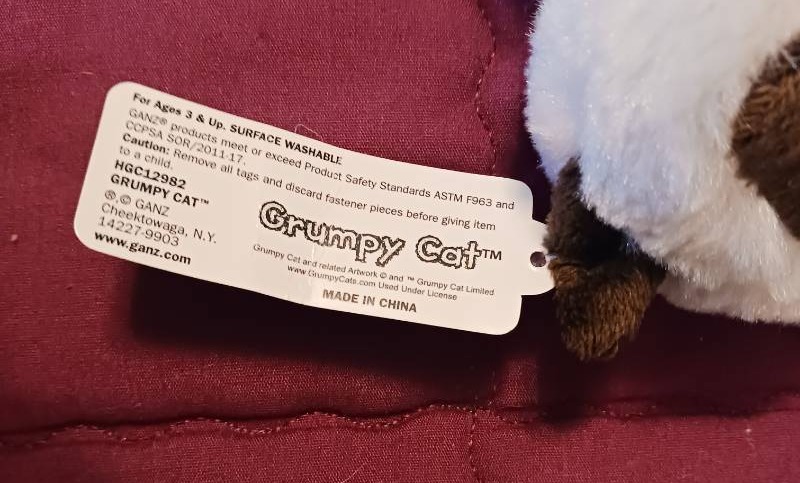 For Ages 3 & Up. SURFACE WASHABLE
GANZ® products meet or exceed Product Safety Standards ASTM F963 and
CCPSA SOR/2011-17.
Caution: Remove all tags and discard fastener pieces before giving item
to a child.
HGC12982
GRUMPY CAT™
®,© GANZ
Cheektowaga, N.Y.
14227-9903
www.ganz.com
Grumpy Cat™
Grumpy Cat and related Artwork © and ™ Grumpy Cat Limited
www.GrumpyCats.com Used Under License
MADE IN CHINA